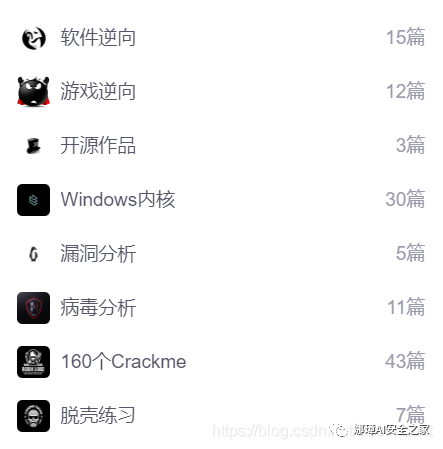 软件逆向 15篇
游戏逆向 12篇
开源作品 3篇
Windows内核 30篇
漏洞分析 5篇
病毒分析 11篇
160个Crackme 43篇
脱壳练习 7篇
https://blog.csdn
娜璋AI安全之家